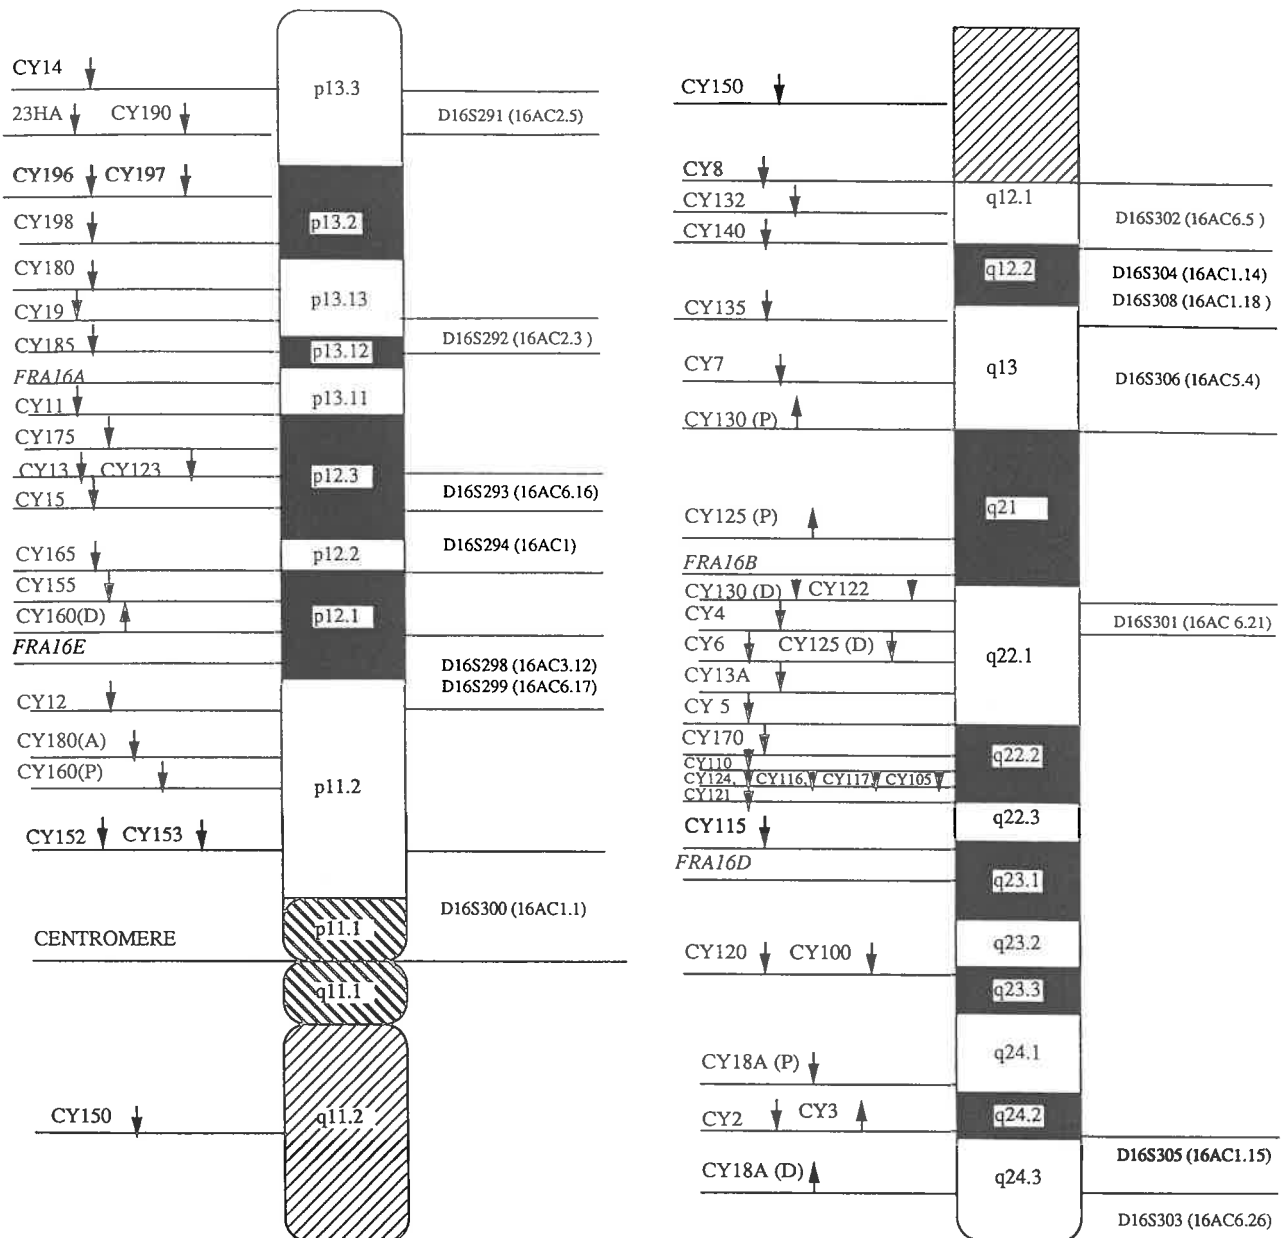 CY14
23HA CY190
CY196 CY197
CY198
CY180
CY19
CY185
FRA16A
CY11
CY175
CY13 CY123
CY15
CY165
CY155
CY160(D)
FRA16E
CY12
CY180(A)
CY160(P)
CY152 CY153
CENTROMERE
CY150
p13.3
p13.2
p13.13
p13.12
p13.11
p12.3
p12.2
p12.1
p11.2
p11.1
q11.1
q11.2
D16S291 (16AC2.5)
D16S292 (16AC2.3 )
D16S293 (16AC6.16)
D16S294 (16AC1)
D16S298 (16AC3.12)
D16S299 (16AC6.17)
D16S300 (16AC1.1)
CY150
CY8
CY132
CY140
CY135
CY7
CY130 (P)
CY125 (P)
FRA16B
CY130 (D) CY122
CY4
CY6 CY125 (D)
CY13A
CY 5
CY170
CY110
CY124, CY116, CY117 CY105
CY121
CY115
FRA16D
CY120 CY100
CY18A (P)
CY2 CY3
CY18A (D)
q12.1
q12.2
q13
q21
q22.1
q22.2
q22.3
q23.1
q23.2
q23.3
q24.1
q24.2
q24.3
D16S302 (16AC6.5 )
D16S304 (16AC1.14)
D16S308 (16AC1.18 )
D16S306 (16AC5.4)
D16S301 (16AC 6.21)
D16S305 (16AC1.15)
D16S303 (16AC6.26)